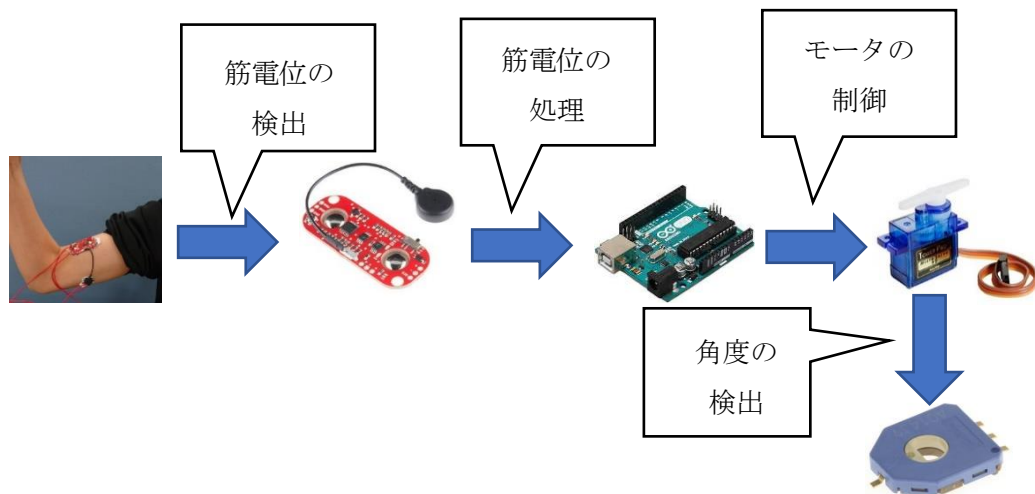 筋電位の
検出
筋電位の
処理
モータの
制御
角度の
検出